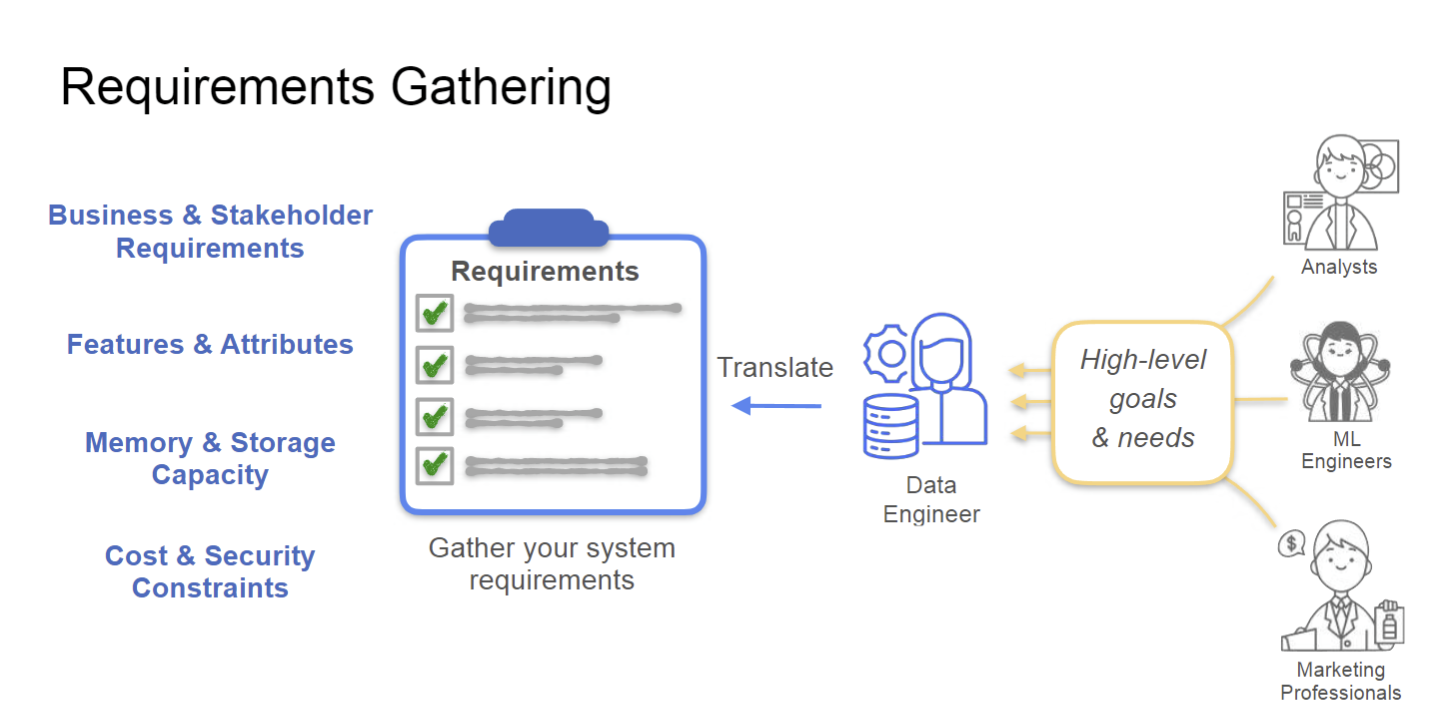 Requirements Gathering
Business & Stakeholder
Requirements
Features & Attributes
Memory & Storage
Capacity
Cost & Security
Constraints
Requirements
Gather your system
requirements
Translate
Data
Engineer
High-level
goals
& needs
Analysts
ML
Engineers
$
Marketing
Professionals